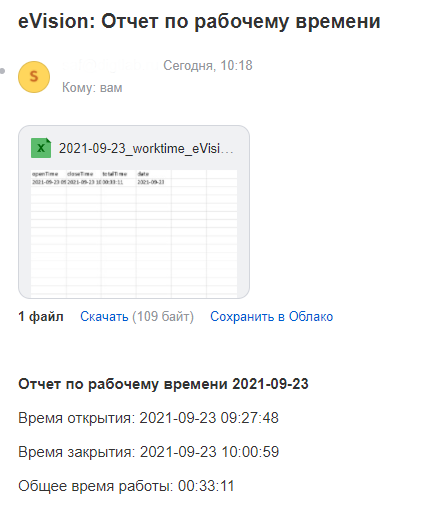 eVision: Отчет по рабочему времени
S
Сегодня, 10:18
Кому: вам
X
2021-09-23_worktime_eVisi...
openTime closeTime totalTime date
2021-09-23 2021-09-23 10 00:33:11 2021-09-23
1 файл Скачать (109 байт) Сохранить в Облако
Отчет по рабочему времени 2021-09-23
Время открытия: 2021-09-23 09:27:48
Время закрытия: 2021-09-23 10:00:59
Общее время работы: 00:33:11